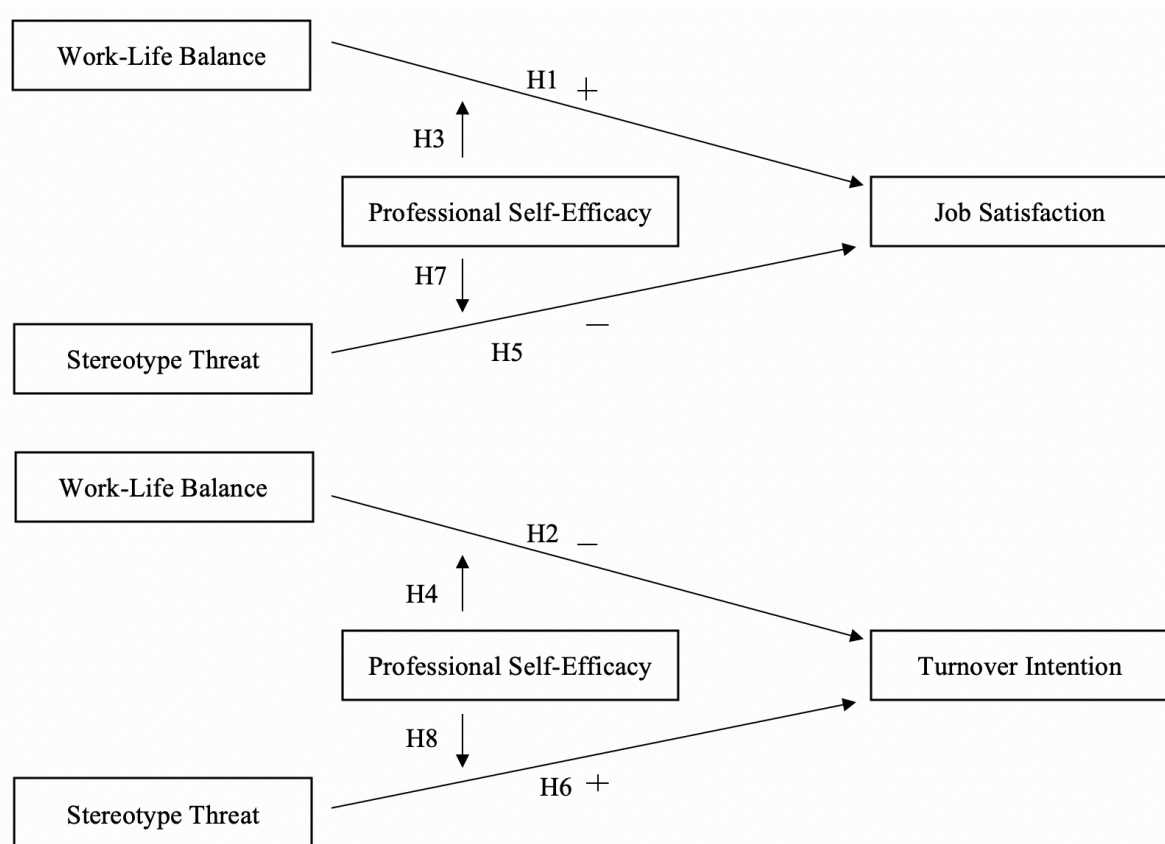 Work-Life Balance
H1 +
H3
Professional Self-Efficacy
Job Satisfaction
H7
—
H5
Stereotype Threat
Work-Life Balance
H2 —
H4
Professional Self-Efficacy
Turnover Intention
H8
H6 +
Stereotype Threat